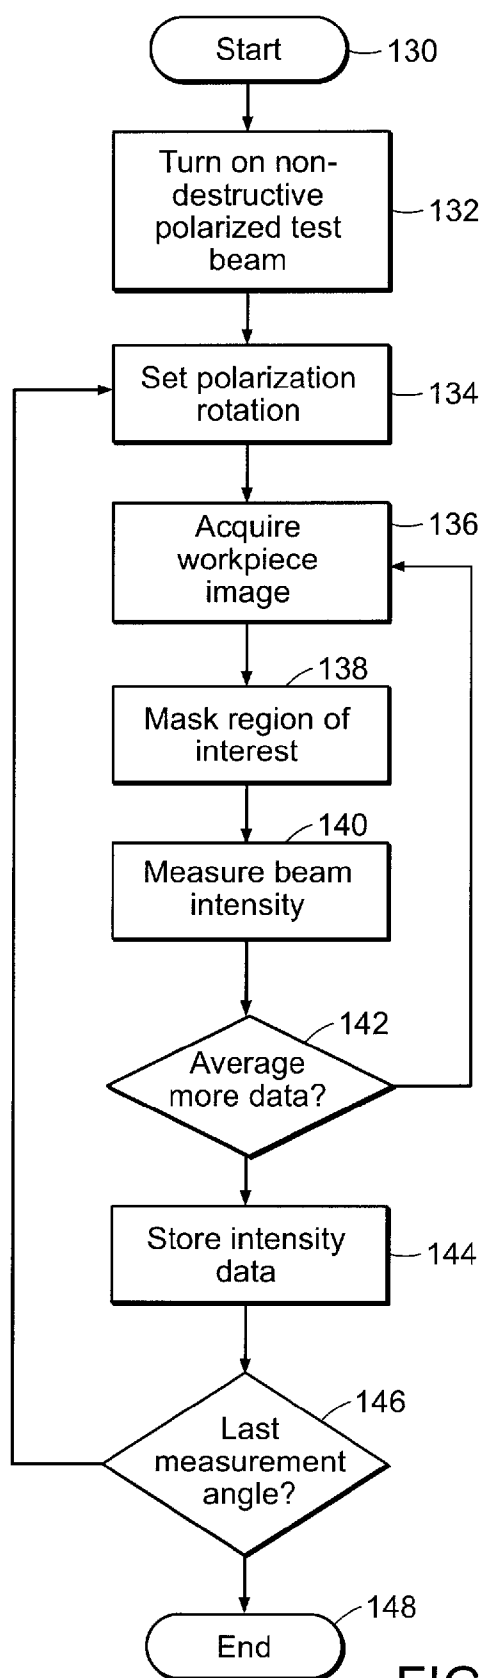 Start
130
Turn on non-
destructive
polarized test
beam
132
Set polarization
rotation
134
Acquire
workpiece
image
136
138
Mask region of
interest
140
Measure beam
intensity
142
Average
more data?
Store intensity
data
144
146
Last
measurement
angle?
148
End